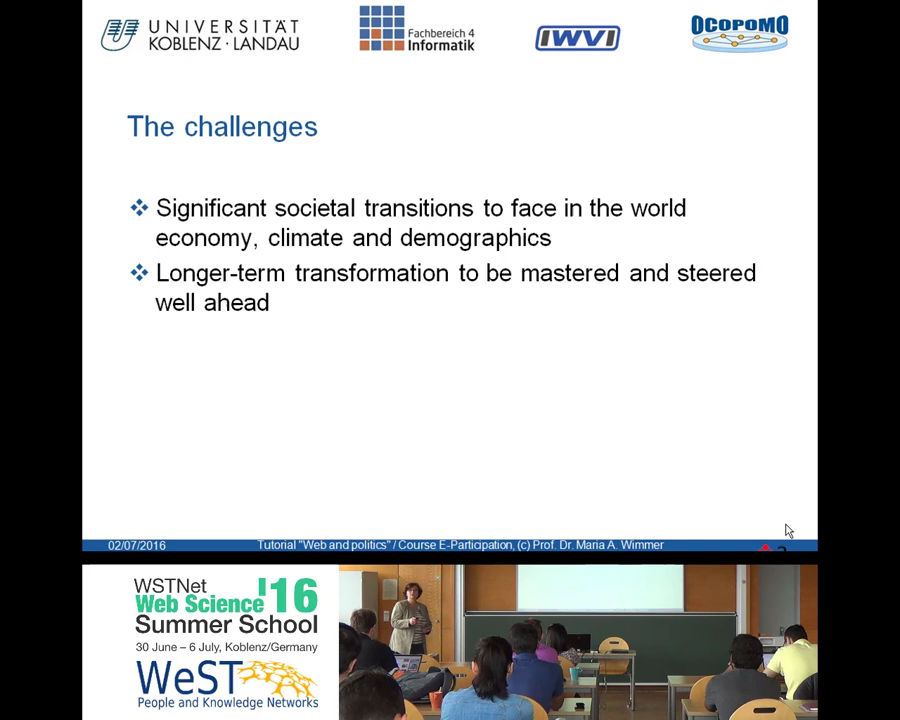 UNIVERSITÄT
KOBLENZ · LANDAU
Fachbereich 4
Informatik
IWVI
OCOPOMO
The challenges
Significant societal transitions to face in the world
economy, climate and demographics
Longer-term transformation to be mastered and steered
well ahead
02/07/2016
Tutorial "Web and politics" / Course E-Participation, (c) Prof. Dr. Maria A. Wimmer
WSTNet
Web Science '16
Summer School
30 June – 6 July, Koblenz/Germany
WeST
People and Knowledge Networks